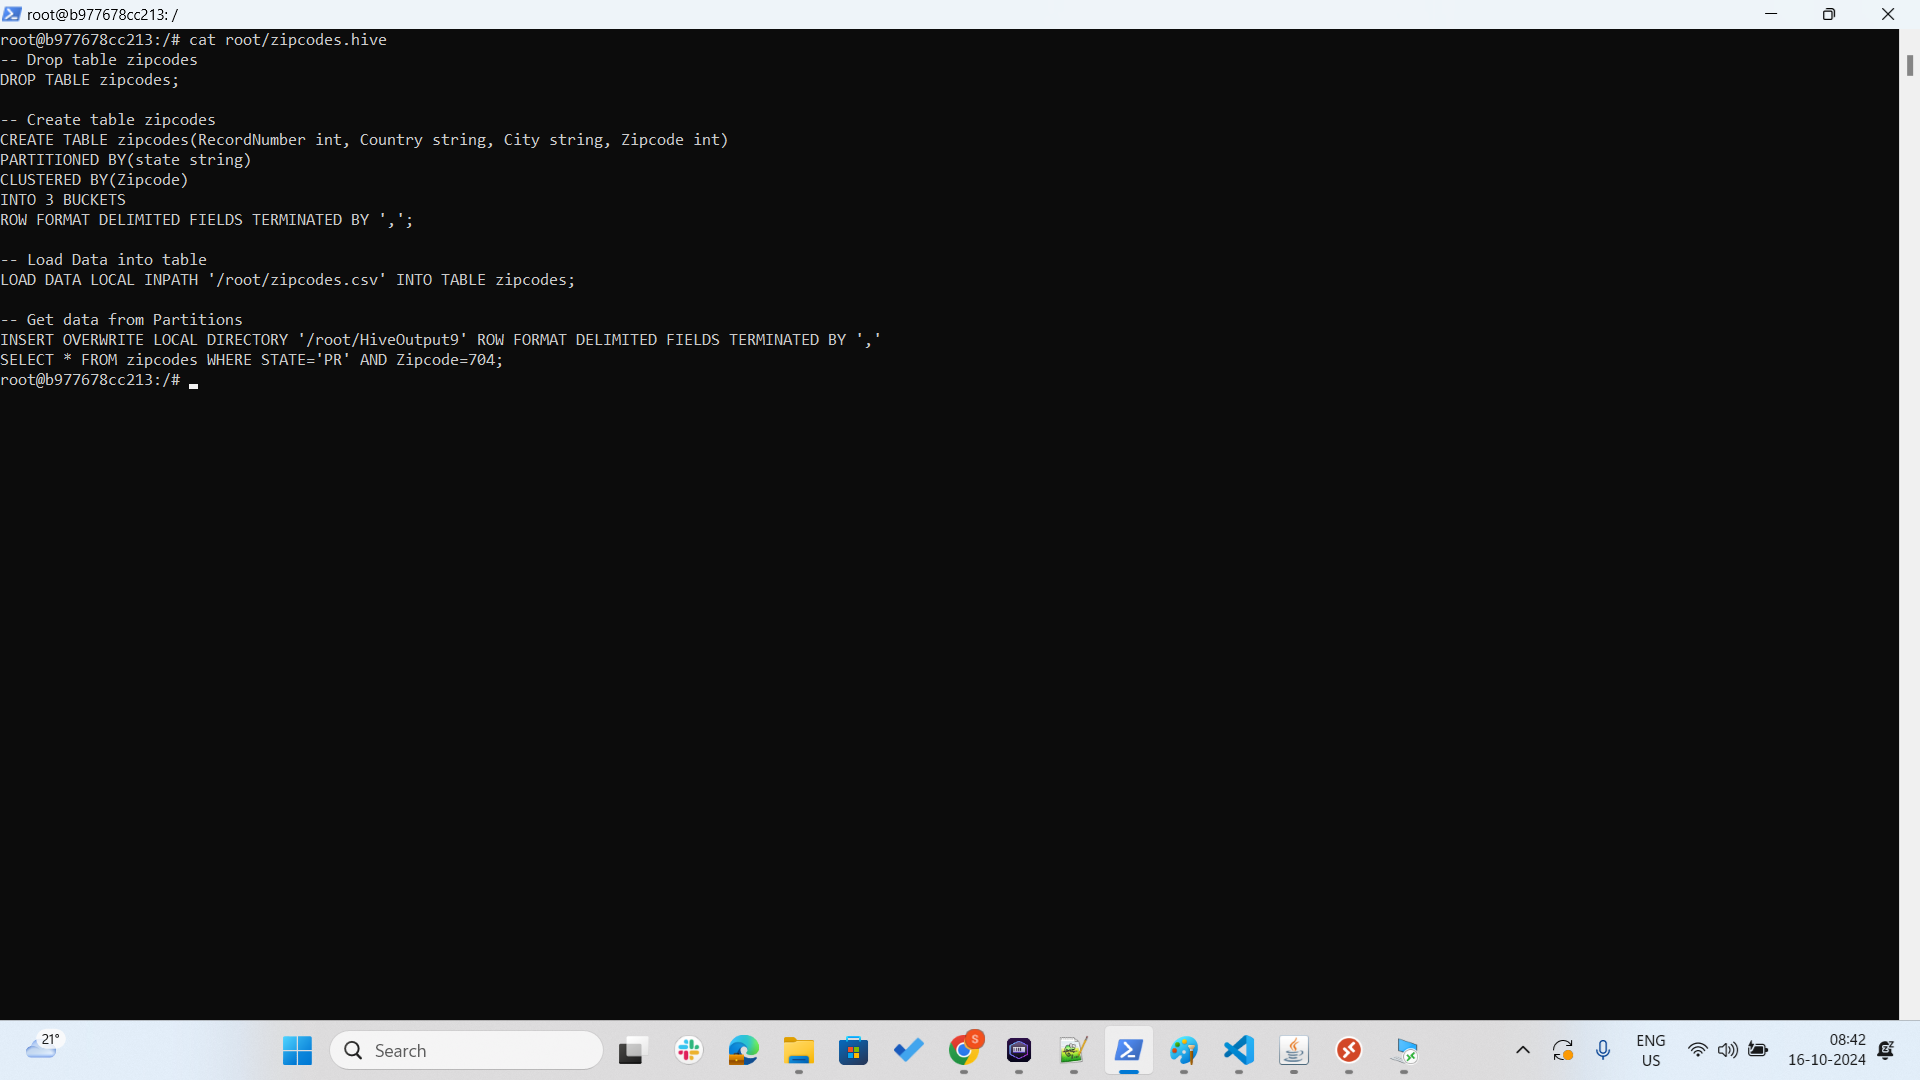 root@b977678cc213: /
root@b977678cc213:/# cat root/zipcodes.hive
-- Drop table zipcodes
DROP TABLE zipcodes;
-- Create table zipcodes
CREATE TABLE zipcodes(RecordNumber int, Country string, City string, Zipcode int)
PARTITIONED BY(state string)
CLUSTERED BY(Zipcode)
INTO 3 BUCKETS
ROW FORMAT DELIMITED FIELDS TERMINATED BY ',';
-- Load Data into table
LOAD DATA LOCAL INPATH '/root/zipcodes.csv' INTO TABLE zipcodes;
-- Get data from Partitions
INSERT OVERWRITE LOCAL DIRECTORY '/root/HiveOutput9' ROW FORMAT DELIMITED FIELDS TERMINATED BY ','
SELECT * FROM zipcodes WHERE STATE='PR' AND Zipcode=704;
root@b977678cc213:/#
21°
Search
S
ENG
US
08:42
16-10-2024